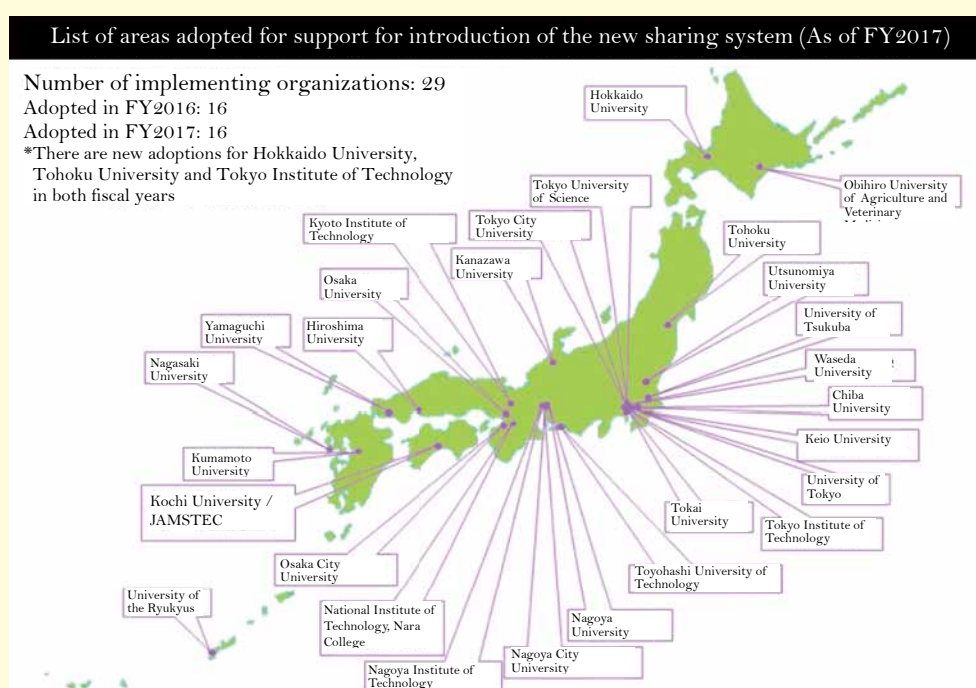 List of areas adopted for support for introduction of the new sharing system (As of FY2017)
Number of implementing organizations: 29
Adopted in FY2016: 16
Adopted in FY2017: 16
*There are new adoptions for Hokkaido University,
Tohoku University and Tokyo Institute of Technology
in both fiscal years
Hokkaido
University
Obihiro University
of Agriculture and
Veterinary
Tokyo University
of Science
Tokyo City
University
Kyoto Institute of
Technology
Kanazawa
University
Tohoku
University
Osaka
University
Utsunomiya
University
Yamaguchi
University
Hiroshima
University
University of
Tsukuba
Nagasaki
University
Waseda
University
Chiba
University
Keio University
Kumamoto
University
University of
Tokyo
Kochi University /
JAMSTEC
Tokai
University
Tokyo Institute of
Technology
Osaka City
University
Toyohashi University of
Technology
University of
the Ryukyus
National Institute of
Technology, Nara
College
Nagoya
University
Nagoya City
University
Nagoya Institute of
Technology